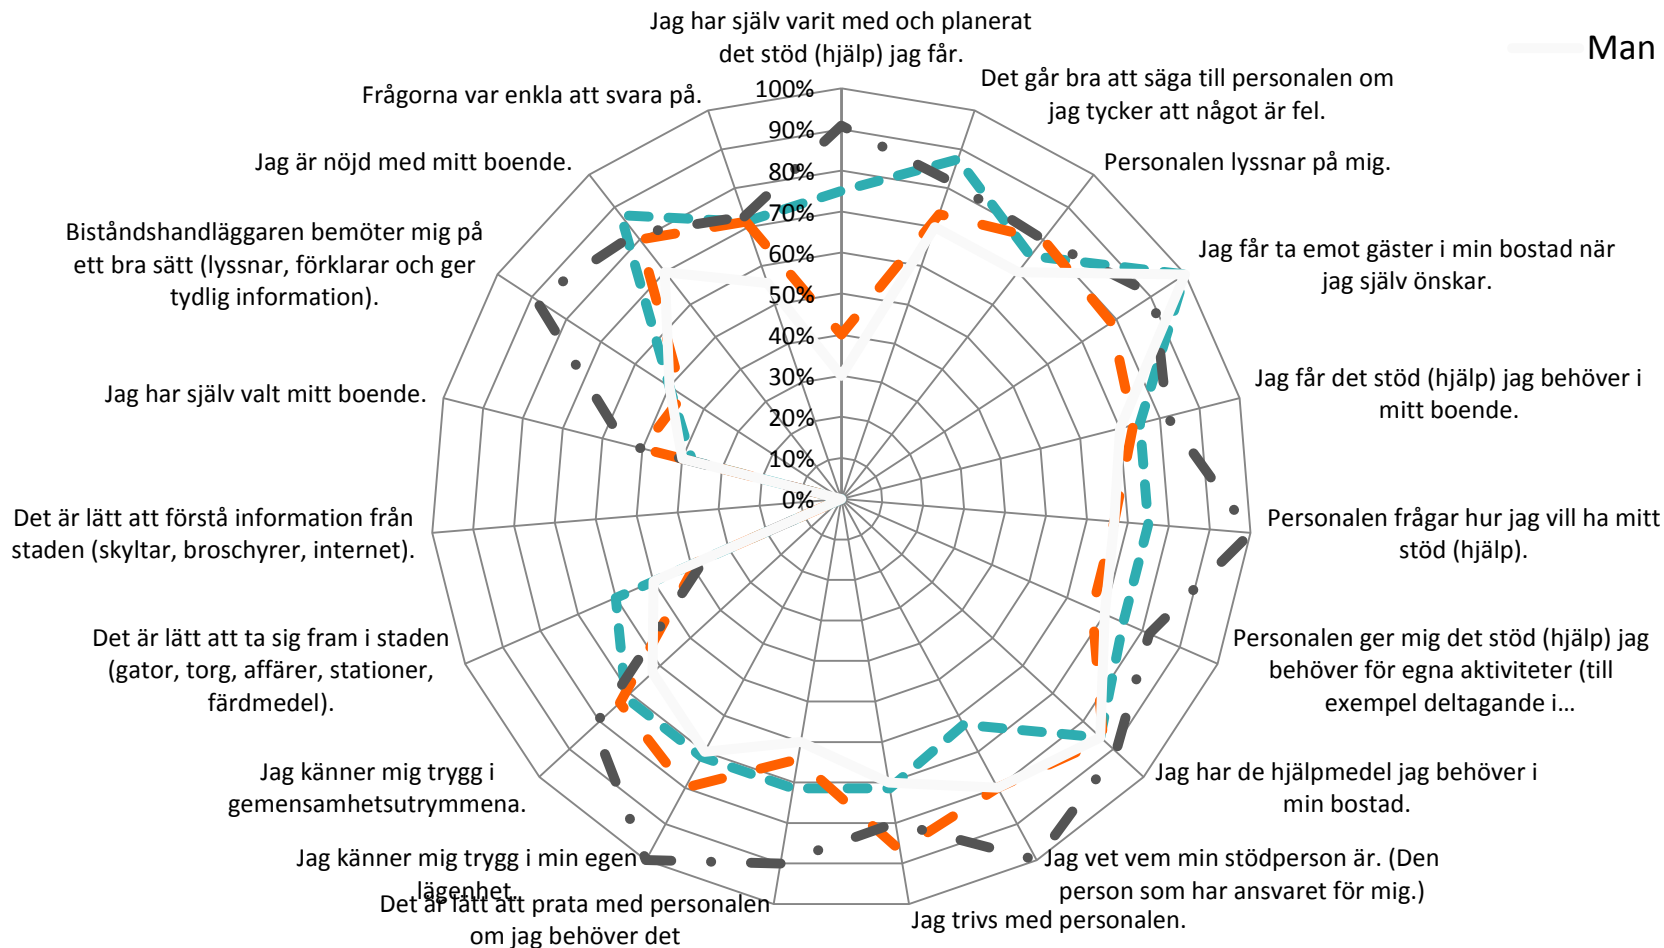 Jag har själv varit med och planerat
det stöd (hjälp) jag får.
Man
Det går bra att säga till personalen om
jag tycker att något är fel.
Personalen lyssnar på mig.
Jag får ta emot gäster i min bostad när
jag själv önskar.
Jag får det stöd (hjälp) jag behöver i
mitt boende.
Personalen frågar hur jag vill ha mitt
stöd (hjälp).
Personalen ger mig det stöd (hjälp) jag
behöver för egna aktiviteter (till
exempel deltagande i...
Jag har de hjälpmedel jag behöver i
min bostad.
Jag vet vem min stödperson är. (Den
person som har ansvaret för mig.)
Jag trivs med personalen.
Det är lätt att prata med personalen
om jag behöver det
Jag känner mig trygg i min egen
lägenhet.
Jag känner mig trygg i
gemensamhetsutrymmena.
Det är lätt att ta sig fram i staden
(gator, torg, affärer, stationer,
färdmedel).
Det är lätt att förstå information från
staden (skyltar, broschyrer, internet).
Jag har själv valt mitt boende.
Biståndshandläggaren bemöter mig på
ett bra sätt (lyssnar, förklarar och ger
tydlig information).
Jag är nöjd med mitt boende.
Frågorna var enkla att svara på.
100%
90%
80%
70%
60%
50%
40%
30%
20%
10%
0%